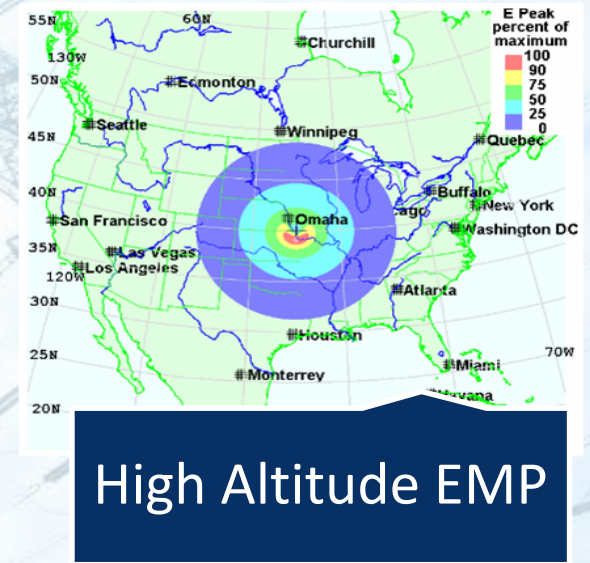 55N
60N
E Peak
percent of
maximum
100
90
75
50
25
0
130W
Churchill
50N
Edmonton
Seattle
Winnipeg
Quebec
45N
40N
Buffalo
New York
San Francisco
Omaha
cago
Washington DC
35N
Las Vegas
Los Angeles
120W
30N
Atlanta
Houston
25N
70W
Monterrey
Miami
Havana
20N
High Altitude EMP